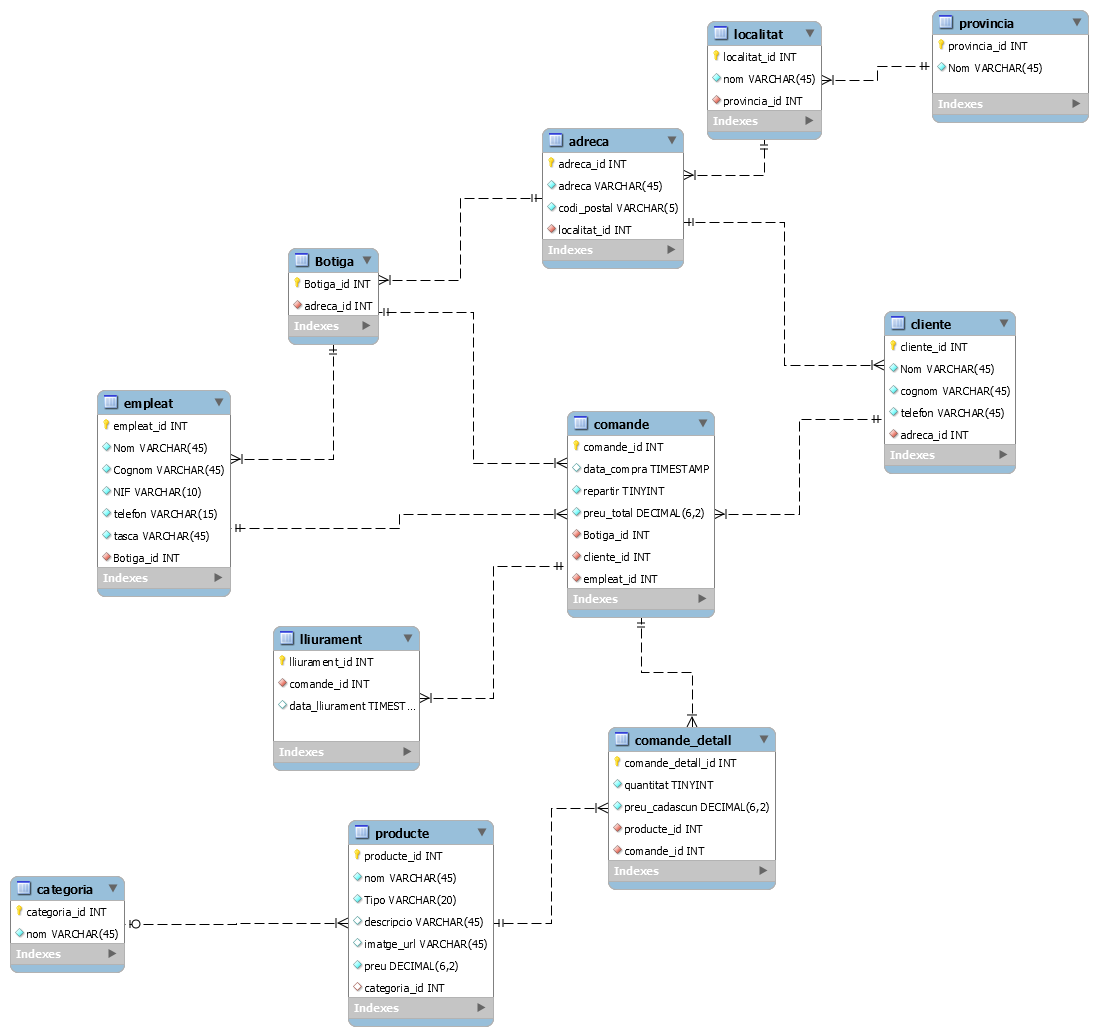 localitat
localitat_id INT
nom VARCHAR(45)
provincia_id INT
Indexes
provincia
provincia_id INT
Nom VARCHAR(45)
Indexes
adreca
adreca_id INT
adreca VARCHAR(45)
codi_postal VARCHAR(5)
localitat_id INT
Indexes
Botiga
Botiga_id INT
adreca_id INT
Indexes
cliente
cliente_id INT
Nom VARCHAR(45)
cognom VARCHAR(45)
telefon VARCHAR(45)
adreca_id INT
Indexes
empleat
empleat_id INT
Nom VARCHAR(45)
Cognom VARCHAR(45)
NIF VARCHAR(10)
telefon VARCHAR(15)
tasca VARCHAR(45)
Botiga_id INT
Indexes
comande
comande_id INT
data_compra TIMESTAMP
repartir TINYINT
preu_total DECIMAL(6,2)
Botiga_id INT
cliente_id INT
empleat_id INT
Indexes
lliurament
lliurament_id INT
comande_id INT
data_lliurament TIMEST...
Indexes
comande_detall
comande_detall_id INT
quantitat TINYINT
preu_cadascun DECIMAL(6,2)
producte_id INT
comande_id INT
Indexes
producte
producte_id INT
nom VARCHAR(45)
Tipo VARCHAR(20)
descripcio VARCHAR(45)
imatge_url VARCHAR(45)
preu DECIMAL(6,2)
categoria_id INT
Indexes
categoria
categoria_id INT
nom VARCHAR(45)
Indexes